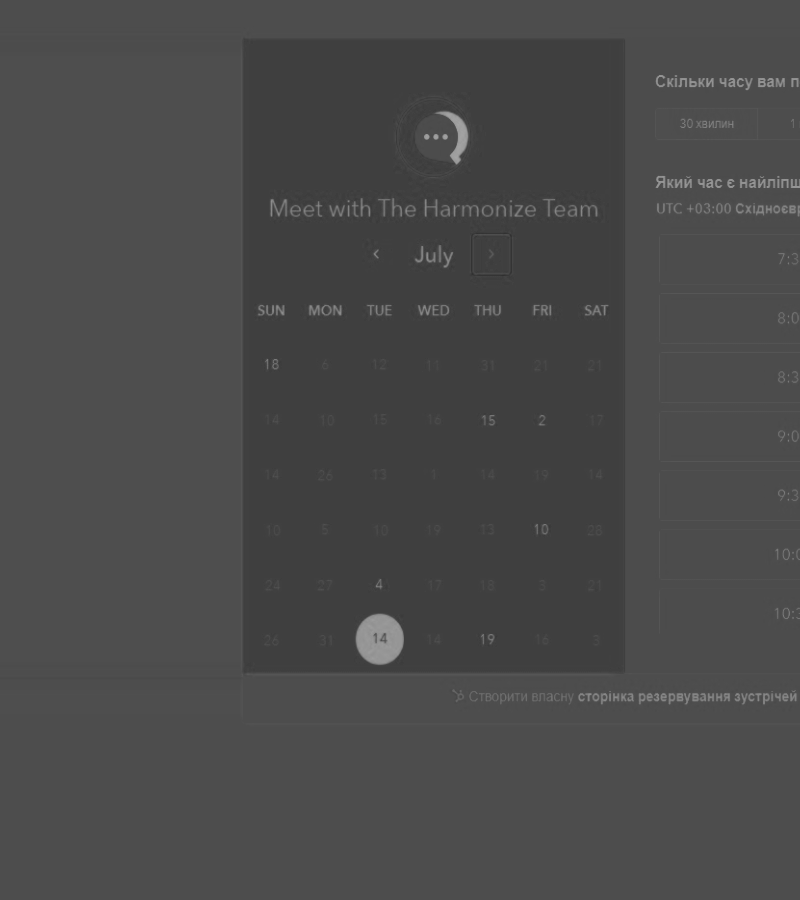 Meet with The Harmonize Team
July
SUN MON TUE WED THU FRI SAT
18 6 12 11 31 21 21
14 10 15 18 15 2 17
14 26 13 1 14 19 14
10 5 10 19 13 10 28
24 27 4 17 18 3 21
26 31 14 14 19 16 3
Скільки часу вам п
30 хвилин 1
Який час є найліпш
UTC +03:00 Східноєвр
7:3
8:0
8:3
9:0
9:3
10:0
10:3
Створити власну сторінка резервування зустрічей